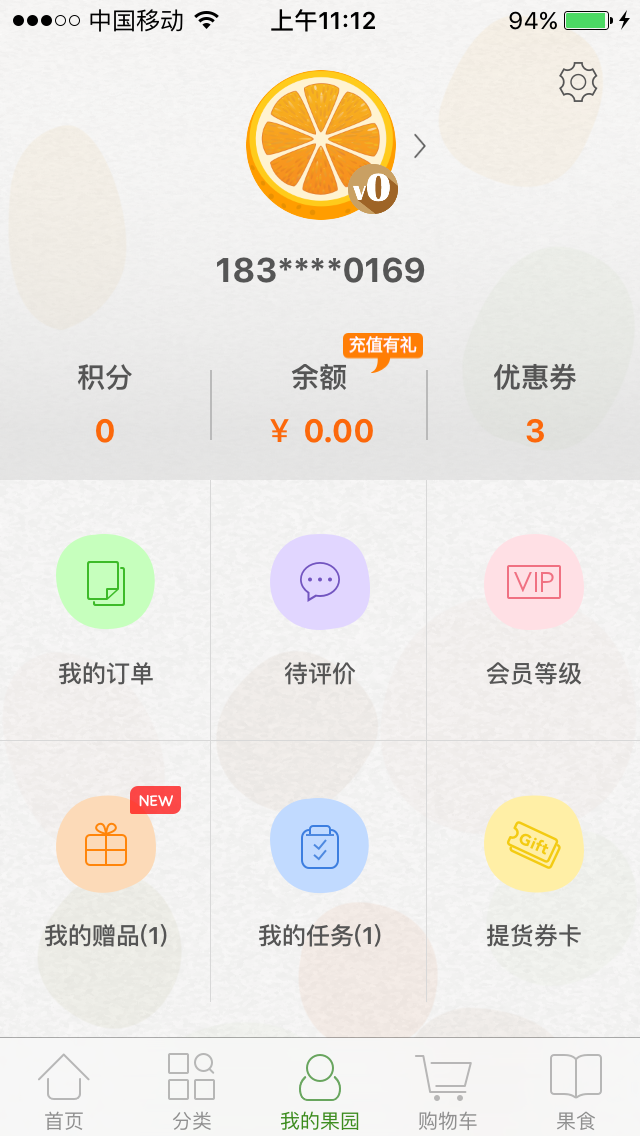 中国移动 上午11:12 94%
v0
183****0169
充值有礼
积分 余额 优惠券
0 ¥ 0.00 3
VIP
我的订单 待评价 会员等级
NEW
Gift
我的赠品(1) 我的任务(1) 提货券卡
首页 分类 我的果园 购物车 果食